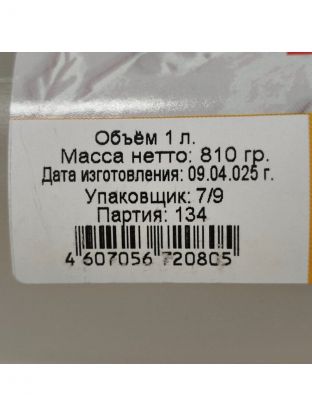 Объём 1 л.
Масса нетто: 810 гр.
Дата изготовления: 09.04.025 г.
Упаковщик: 7/9
Партия: 134
4 607056 720805